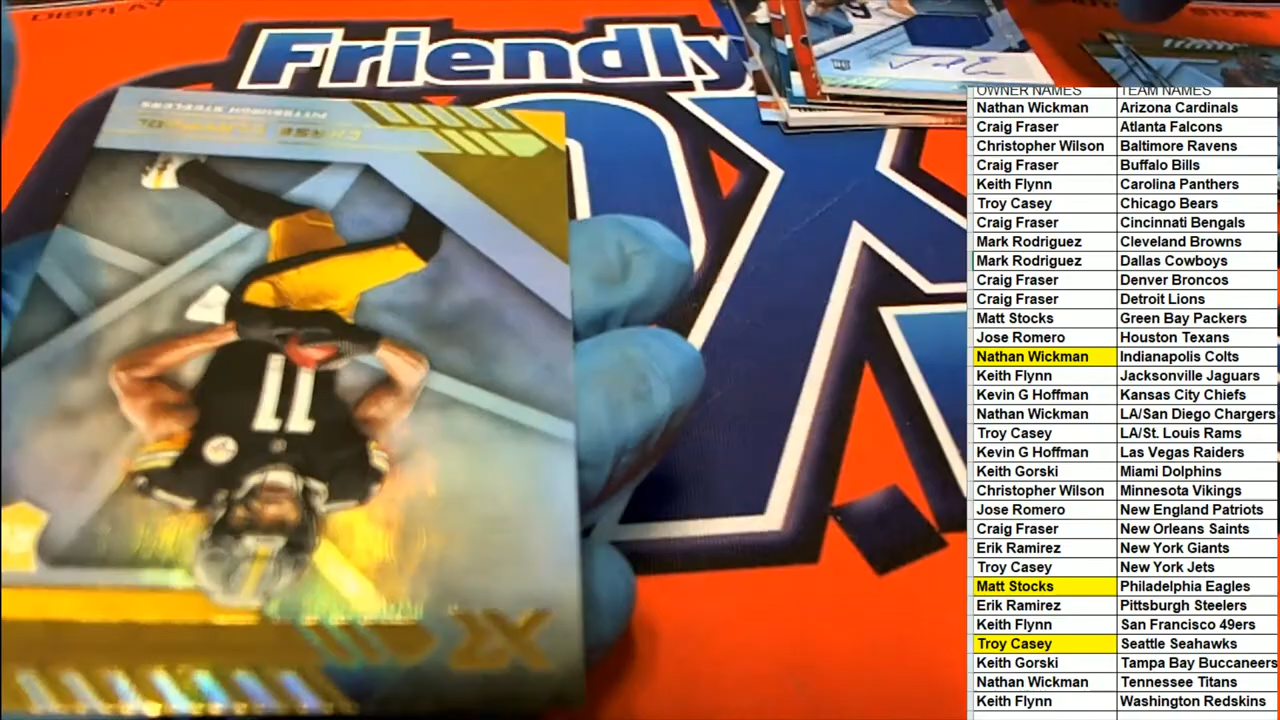 DISPLAY
STORE
Friendly
OX
PITTSBURGH STEELERS
CHASE CLAYPOOL
11
XR
OWNER NAMES TEAM NAMES
Nathan Wickman Arizona Cardinals
Craig Fraser Atlanta Falcons
Christopher Wilson Baltimore Ravens
Craig Fraser Buffalo Bills
Keith Flynn Carolina Panthers
Troy Casey Chicago Bears
Craig Fraser Cincinnati Bengals
Mark Rodriguez Cleveland Browns
Mark Rodriguez Dallas Cowboys
Craig Fraser Denver Broncos
Craig Fraser Detroit Lions
Matt Stocks Green Bay Packers
Jose Romero Houston Texans
Nathan Wickman Indianapolis Colts
Keith Flynn Jacksonville Jaguars
Kevin G Hoffman Kansas City Chiefs
Nathan Wickman LA/San Diego Chargers
Troy Casey LA/St. Louis Rams
Kevin G Hoffman Las Vegas Raiders
Keith Gorski Miami Dolphins
Christopher Wilson Minnesota Vikings
Jose Romero New England Patriots
Craig Fraser New Orleans Saints
Erik Ramirez New York Giants
Troy Casey New York Jets
Matt Stocks Philadelphia Eagles
Erik Ramirez Pittsburgh Steelers
Keith Flynn San Francisco 49ers
Troy Casey Seattle Seahawks
Keith Gorski Tampa Bay Buccaneers
Nathan Wickman Tennessee Titans
Keith Flynn Washington Redskins